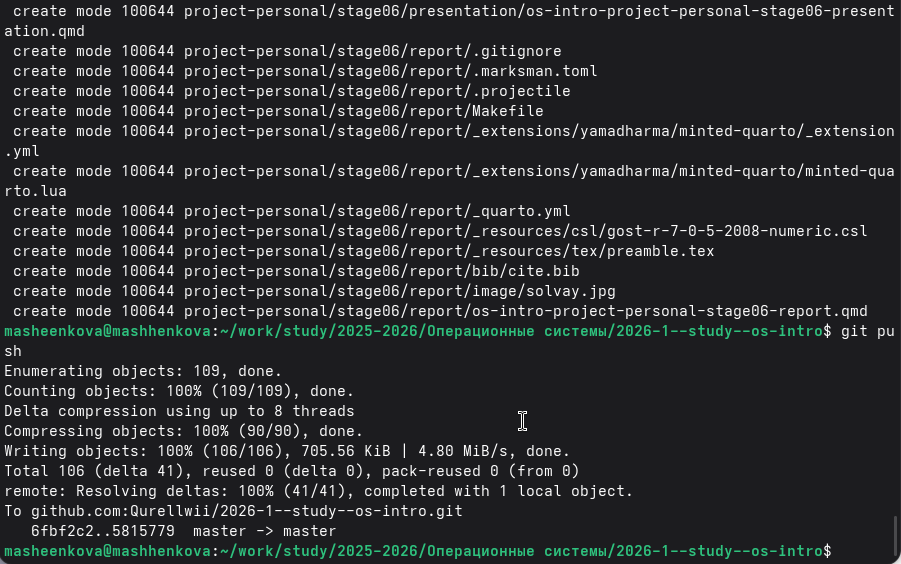 create mode 100644 project-personal/stage06/presentation/os-intro-project-personal-stage06-present
ation.qmd
 create mode 100644 project-personal/stage06/report/.gitignore
 create mode 100644 project-personal/stage06/report/.marksman.toml
 create mode 100644 project-personal/stage06/report/.projectile
 create mode 100644 project-personal/stage06/report/Makefile
 create mode 100644 project-personal/stage06/report/_extensions/yamadharma/minted-quarto/_extension
.yml
 create mode 100644 project-personal/stage06/report/_extensions/yamadharma/minted-quarto/minted-qua
rto.lua
 create mode 100644 project-personal/stage06/report/_quarto.yml
 create mode 100644 project-personal/stage06/report/_resources/csl/gost-r-7-0-5-2008-numeric.csl
 create mode 100644 project-personal/stage06/report/_resources/tex/preamble.tex
 create mode 100644 project-personal/stage06/report/bib/cite.bib
 create mode 100644 project-personal/stage06/report/image/solvay.jpg
 create mode 100644 project-personal/stage06/report/os-intro-project-personal-stage06-report.qmd
masheenkova@mashhenkova:~/work/study/2025-2026/Операционные системы/2026-1--study--os-intro$ git pu
sh
Enumerating objects: 109, done.
Counting objects: 100% (109/109), done.
Delta compression using up to 8 threads
Compressing objects: 100% (90/90), done.
Writing objects: 100% (106/106), 705.56 KiB | 4.80 MiB/s, done.
Total 106 (delta 41), reused 0 (delta 0), pack-reused 0 (from 0)
remote: Resolving deltas: 100% (41/41), completed with 1 local object.
To github.com:Qurellwii/2026-1--study--os-intro.git
   6fbf2c2..5815779  master -> master
masheenkova@mashhenkova:~/work/study/2025-2026/Операционные системы/2026-1--study--os-intro$